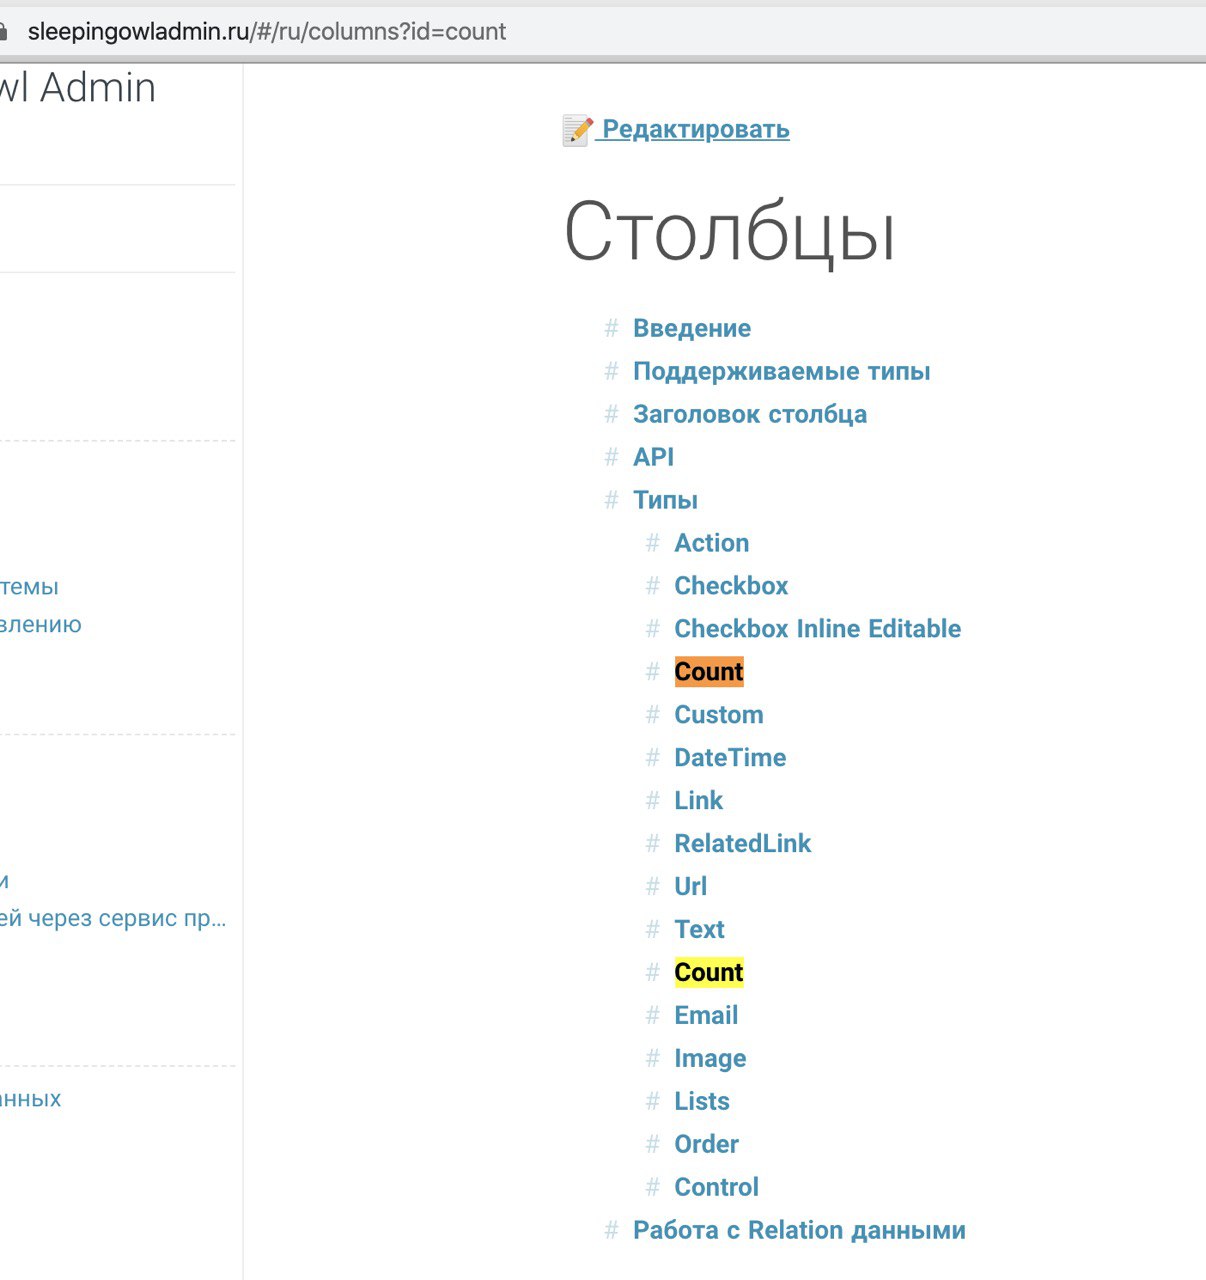 sleepingowladmin.ru/#/ru/columns?id=count
wl Admin
Редактировать
Столбцы
# Введение
# Поддерживаемые типы
# Заголовок столбца
# API
# Типы
# Action
# Checkbox
# Checkbox Inline Editable
# Count
# Custom
# DateTime
# Link
# RelatedLink
# Url
# Text
# Count
# Email
# Image
# Lists
# Order
# Control
# Работа с Relation данными
темы
влению
и
ей через сервис пр...
анных